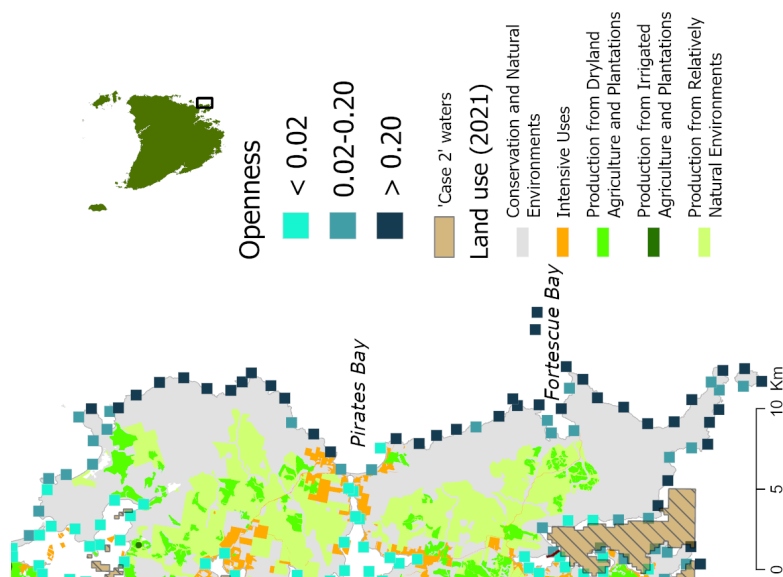 Openness
< 0.02
0.02-0.20
> 0.20
'Case 2' waters
Land use (2021)
Conservation and Natural
Environments
Intensive Uses
Production from Dryland
Agriculture and Plantations
Production from Irrigated
Agriculture and Plantations
Production from Relatively
Natural Environments
Pirates Bay
Fortescue Bay
0 5 10 Km